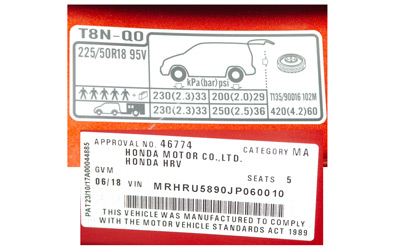 T8N-Q0
225/50R18 95V
kPa(bar)psi
T135/90D16 102M
230(2.3)33 200(2.0)29
230(2.3)33 250(2.5)36 420(4.2)60
APPROVAL NO. 46774 CATEGORY MA
HONDA MOTOR CO.,LTD.
HONDA HRV
GVM SEATS 5
06/18 VIN MRHRU5890JP060010
THIS VEHICLE WAS MANUFACTURED TO COMPLY
WITH THE MOTOR VEHICLE STANDARDS ACT 1989
PAT23/10/17A00044885